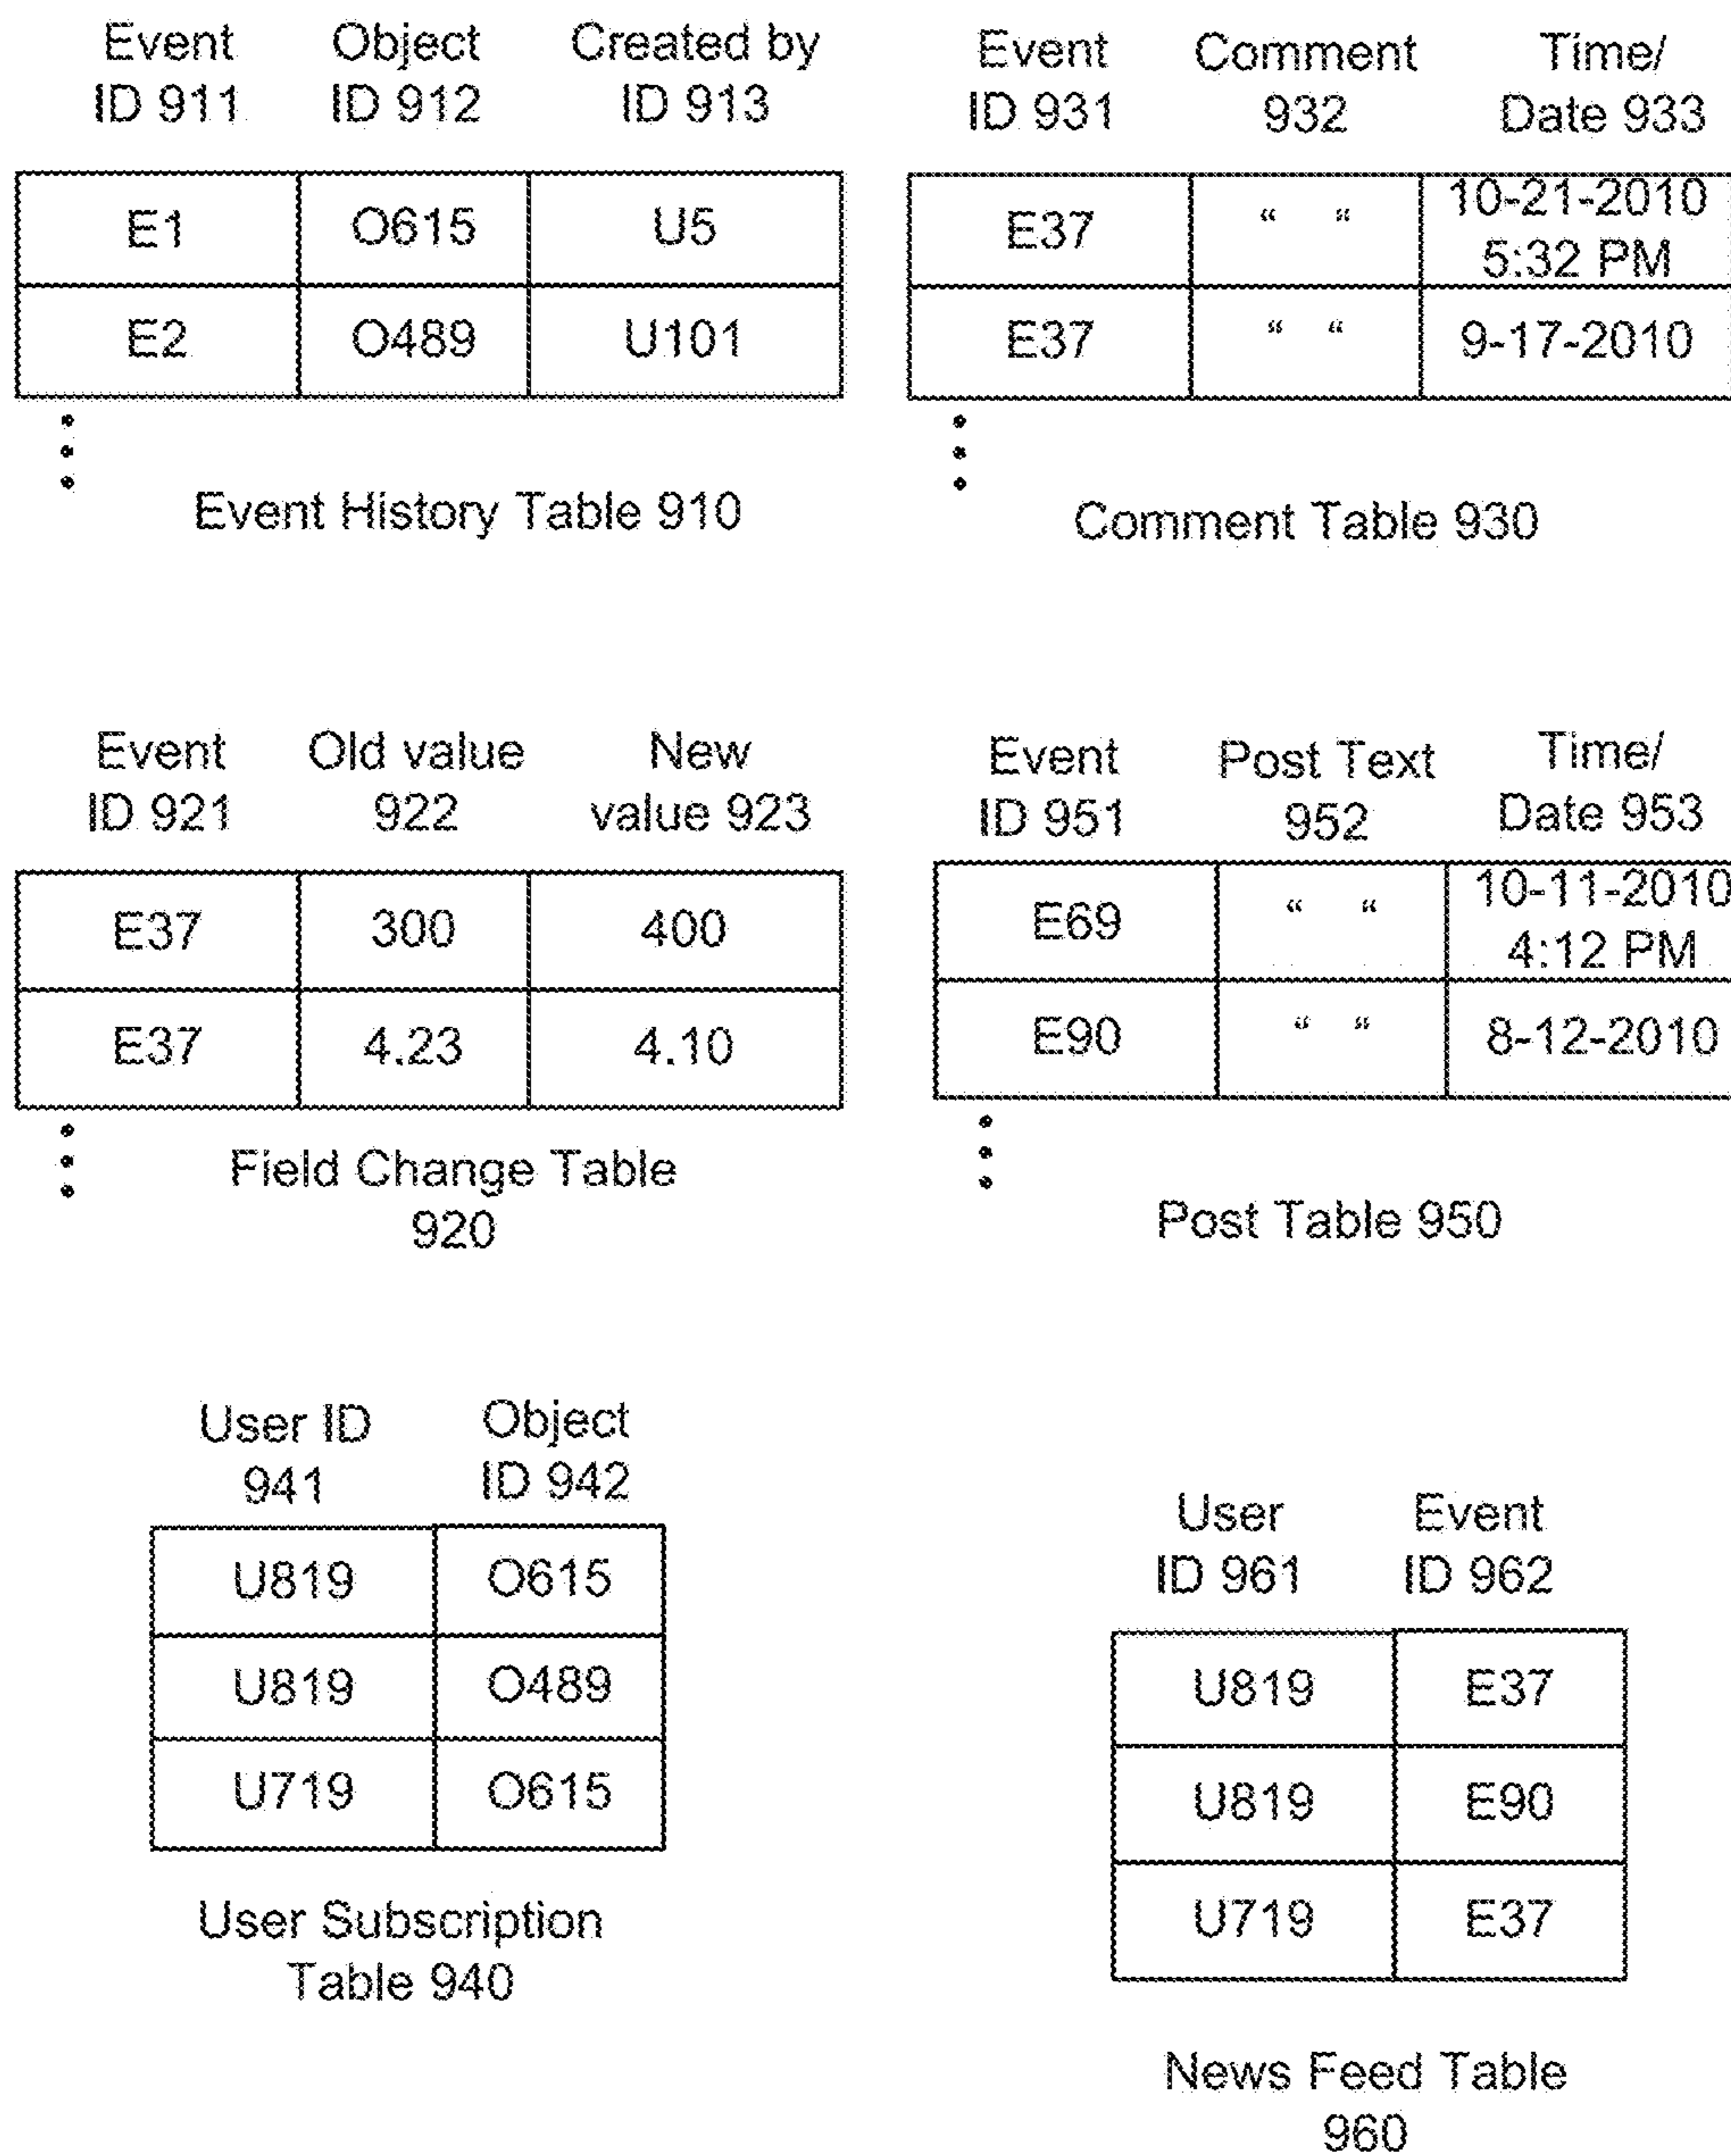 Event Object Created by
ID 911 ID 912 ID 913
E1 O615 U5
E2 O489 U101
Event History Table 910
Event Comment Time/
ID 931 932 Date 933
E37 “ “ 10-21-2010
5:32 PM
E37 “ “ 9-17-2010
Comment Table 930
Event Old value New
ID 921 922 value 923
E37 300 400
E37 4.23 4.10
Field Change Table
920
Event Post Text Time/
ID 951 952 Date 953
E69 “ “ 10-11-2010
4:12 PM
E90 “ “ 8-12-2010
Post Table 950
User ID Object
941 ID 942
U819 O615
U819 O489
U719 O615
User Subscription
Table 940
User Event
ID 961 ID 962
U819 E37
U819 E90
U719 E37
News Feed Table
960